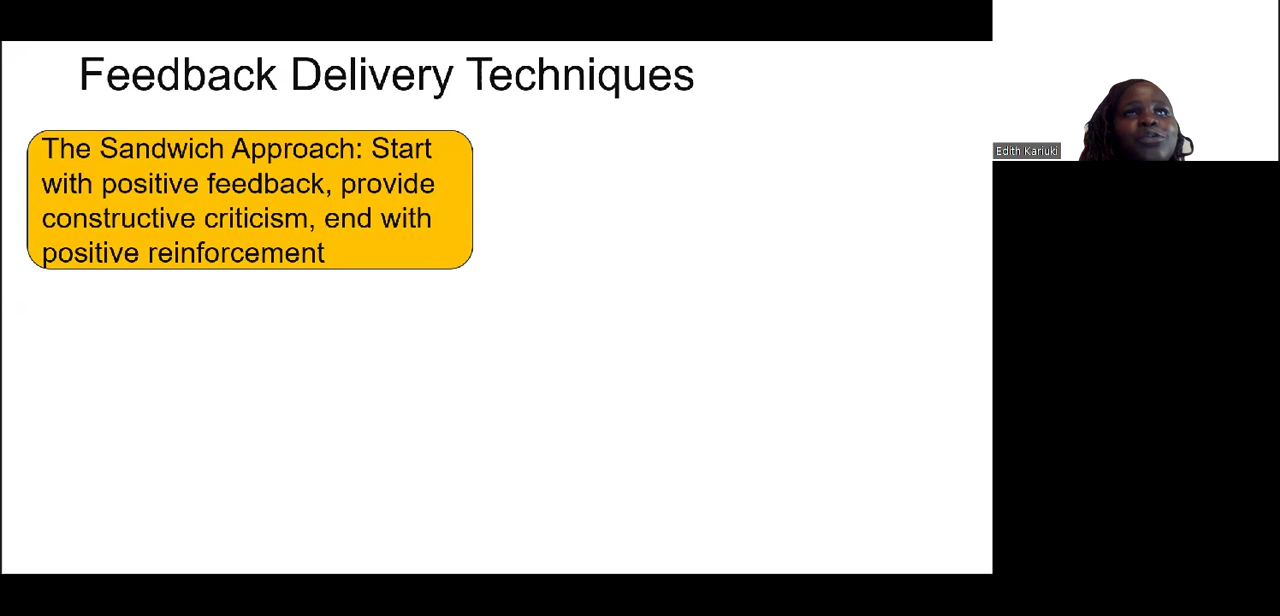 Feedback Delivery Techniques
The Sandwich Approach: Start
with positive feedback, provide
constructive criticism, end with
positive reinforcement
Edith Kariuki